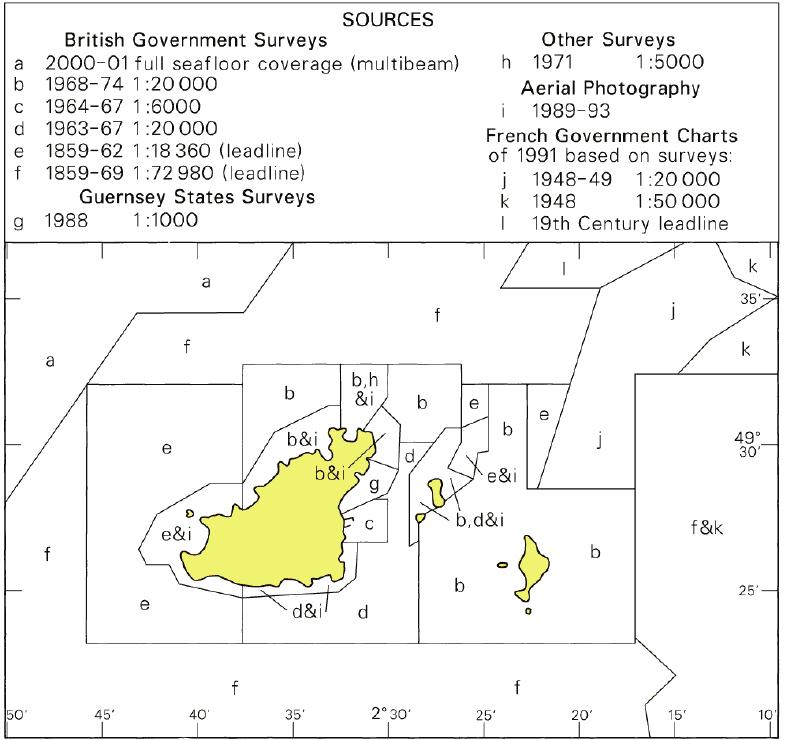 SOURCES
British Government Surveys
a 2000-01 full seafloor coverage (multibeam)
b 1968-74 1:20 000
c 1964-67 1:6000
d 1963-67 1:20 000
e 1859-62 1:18 360 (leadline)
f 1859-69 1:72 980 (leadline)
Guernsey States Surveys
g 1988 1:1000
Other Surveys
h 1971 1:5000
Aerial Photography
i 1989-93
French Government Charts
of 1991 based on surveys:
j 1948-49 1:20 000
k 1948 1:50 000
l 19th Century leadline
a
l
k
35'
f
j
a
f
k
b
b,h
&i
b
e
b
e
49°
30'
j
e
b&i
b&i
d
e&i
g
b,d&i
e&i
c
f&k
f
b
b
25'
e
d&i
d
f
f
50'
45'
40'
35'
2°30'
25'
20'
15'
10'